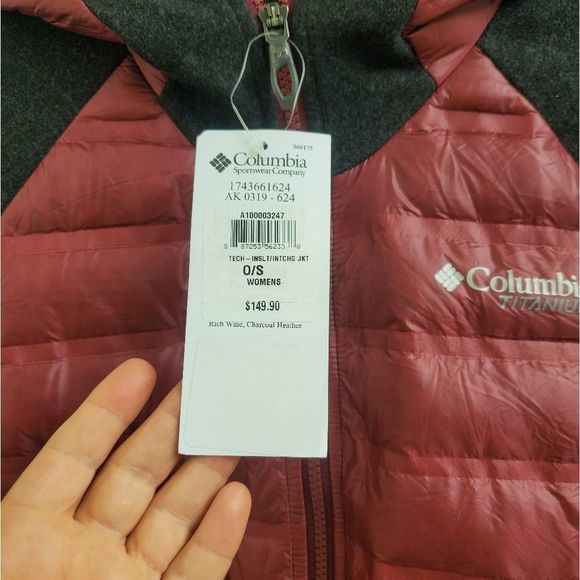 960135
Columbia
Sportswear Company
1743661624
AK 0319 - 624
A100003247
8 87253 56233 8
TECH - INSLT/INTCHG JKT
O/S
WOMENS
$149.90
Rich Wine, Charcoal Heather
Columbia
TITANIUM